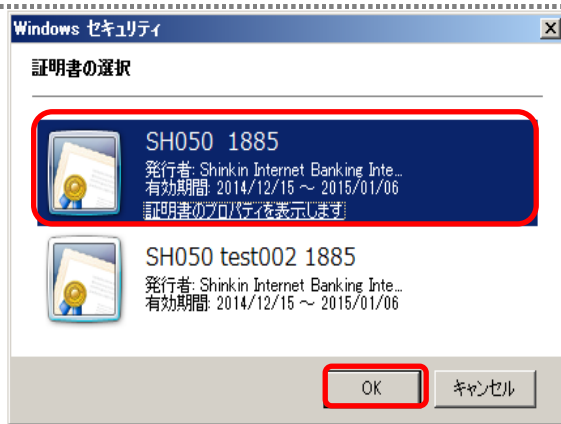 Windows セキュリティ
証明書の選択
SH050 1885
発行者: Shinkin Internet Banking Inte...
有効期間: 2014/12/15 ～ 2015/01/06
証明書のプロパティを表示します
SH050 test002 1885
発行者: Shinkin Internet Banking Inte...
有効期間: 2014/12/15 ～ 2015/01/06
OK
キャンセル